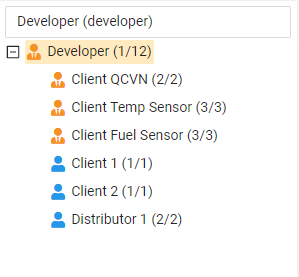 Developer (developer)
Developer (1/12)
Client QCVN (2/2)
Client Temp Sensor (3/3)
Client Fuel Sensor (3/3)
Client 1 (1/1)
Client 2 (1/1)
Distributor 1 (2/2)